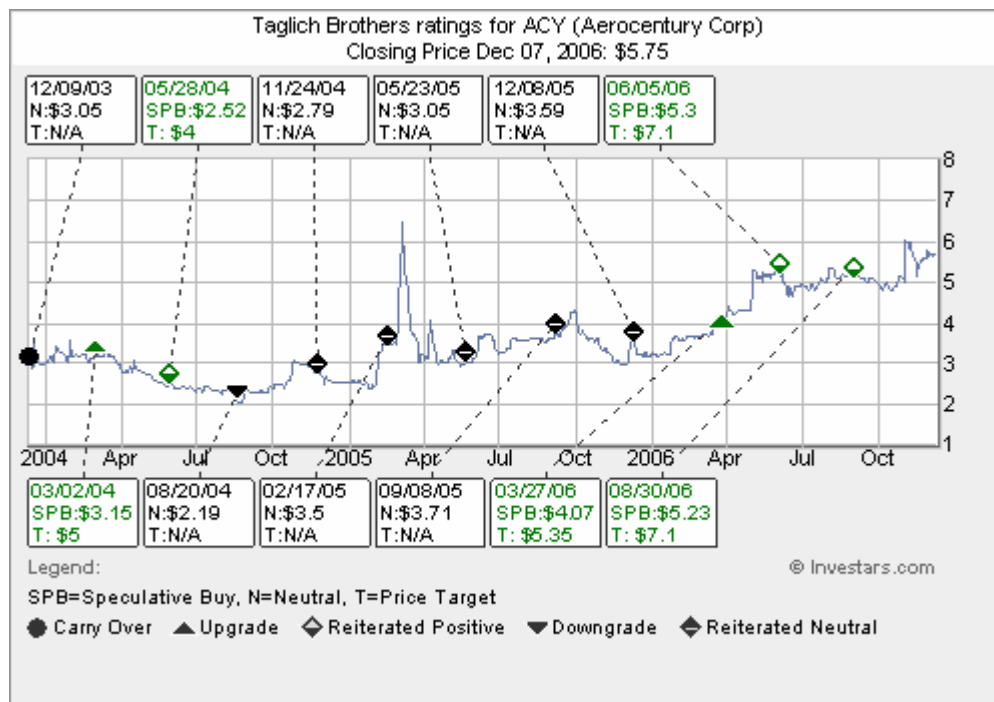 Taglich Brothers ratings for ACY (Aerocentury Corp)
Closing Price Dec 07, 2006: $5.75
12/09/03
N:$3.05
T:N/A
05/28/04
SPB:$2.52
T: $4
11/24/04
N:$2.79
T:N/A
05/23/05
N:$3.05
T:N/A
12/08/05
N:$3.59
T:N/A
06/05/06
SPB:$5.3
T: $7.1
8
7
6
5
4
3
2
1
2004 Apr Jul Oct 2005 Apr Jul Oct 2006 Apr Jul Oct
03/02/04
SPB:$3.15
T: $5
08/20/04
N:$2.19
T:N/A
02/17/05
N:$3.5
T:N/A
09/08/05
N:$3.71
T:N/A
03/27/06
SPB:$4.07
T: $5.35
08/30/06
SPB:$5.23
T: $7.1
Legend:
© Investars.com
SPB=Speculative Buy, N=Neutral, T=Price Target
Carry Over Upgrade Reiterated Positive Downgrade Reiterated Neutral